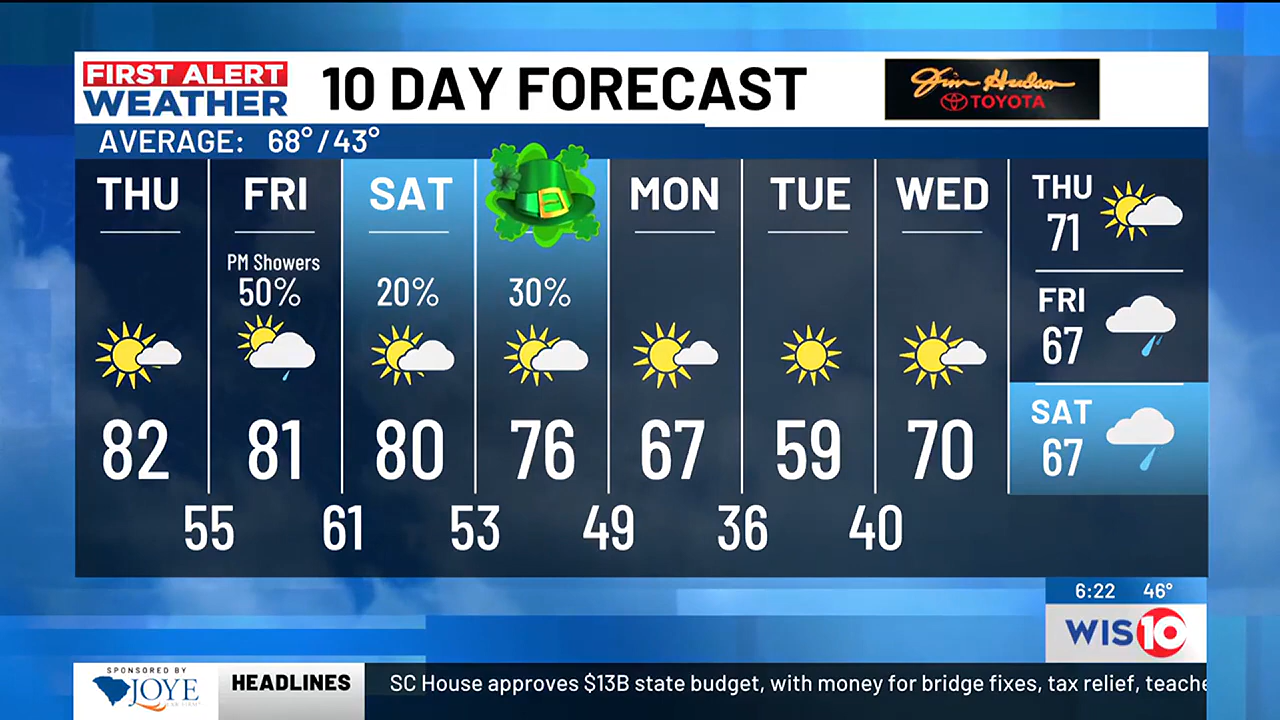 FIRST ALERT
WEATHER
10 DAY FORECAST
Jim Hudson
TOYOTA
AVERAGE: 68°/43°
THU
FRI
SAT
MON
TUE
WED
PM Showers
50%
20%
30%
82
81
80
76
67
59
70
55
61
53
49
36
40
THU
71
FRI
67
SAT
67
6:22 46°
WIS10
SPONSORED BY
JOYE
HEADLINES
SC House approves $13B state budget, with money for bridge fixes, tax relief, teache